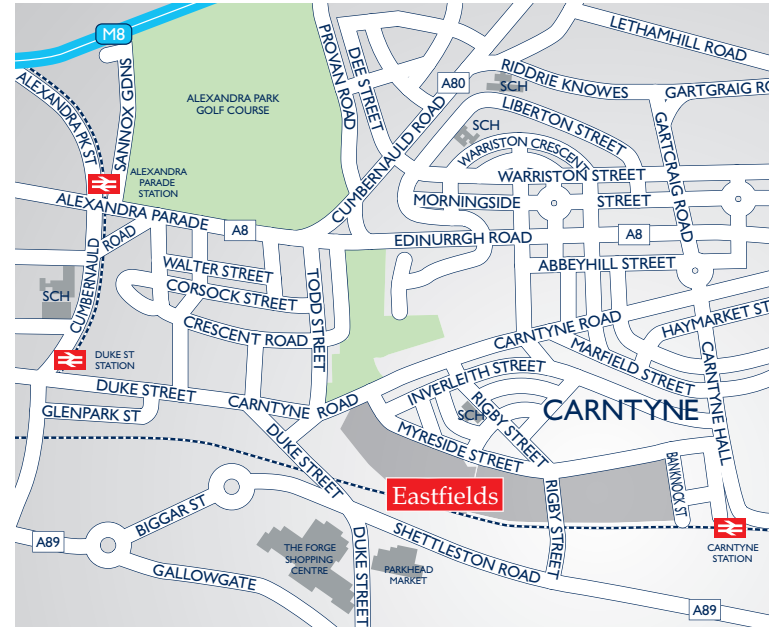 M8
ALEXANDRA PK ST
SANNOX GDNS
ALEXANDRA PARK
GOLF COURSE
PROVAN ROAD
DEE STREET
LETHAMHILL ROAD
A80
RIDDRIE KNOWES
GARTGRAIG RO
SCH
LIBERTON STREET
SCH
CUMBERNAULD ROAD
WARRISTON CRESCENT
GARTCRAIG ROAD
ALEXANDRA
PARADE
STATION
WARRISTON STREET
MORNINGSIDE STREET
ALEXANDRA PARADE
A8
EDINURRGH ROAD
A8
CUMBERNAULD ROAD
WALTER STREET
ABBEYHILL STREET
CORSOCK STREET
TODD STREET
SCH
CRESCENT ROAD
CARNTYNE ROAD
HAYMARKET ST
DUKE ST
STATION
MARFIELD STREET
CARNTYNE HALL
DUKE STREET
INVERLEITH STREET
CARNTYNE ROAD
GLENPARK ST
SCH
RIGBY STREET
CARNTYNE
DUKE STREET
MYRESIDE STREET
BANKNOCK ST
Eastfields
RIGBY STREET
BIGGAR ST
A89
SHETTLESTON ROAD
DUKE STREET
THE FORGE
SHOPPING
CENTRE
PARKHEAD
MARKET
CARNTYNE
STATION
GALLOWGATE
A89